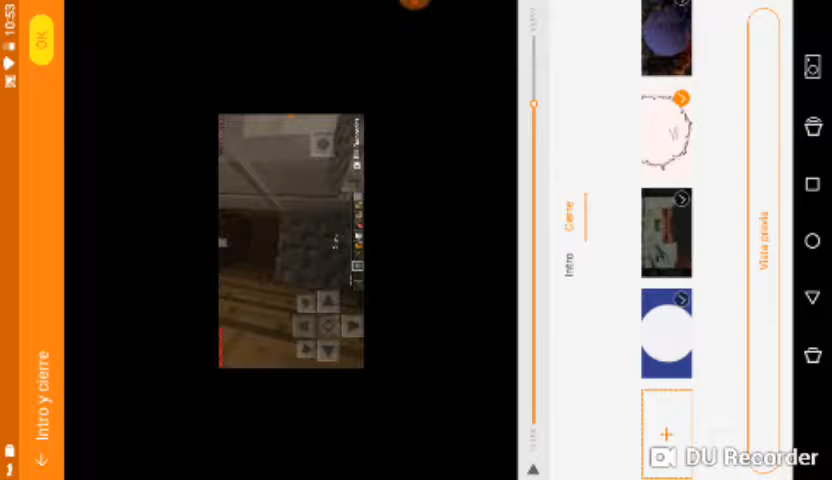 10:53
← Intro y cierre
OK
Intro
Cierre
Vista previa
DU Recorder